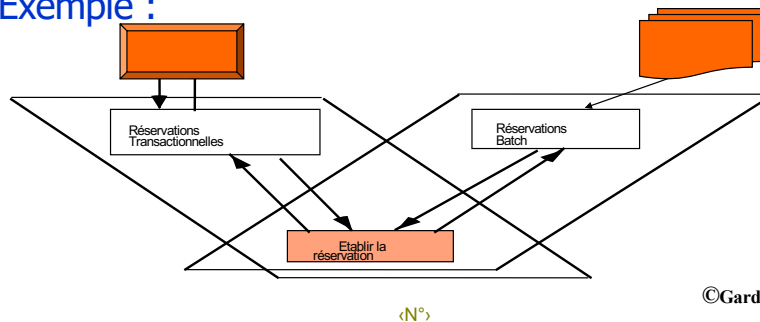 Exemple :
Réservations
Transactionnelles
Réservations
Batch
Etablir la
réservation
©Gard
‹N°›